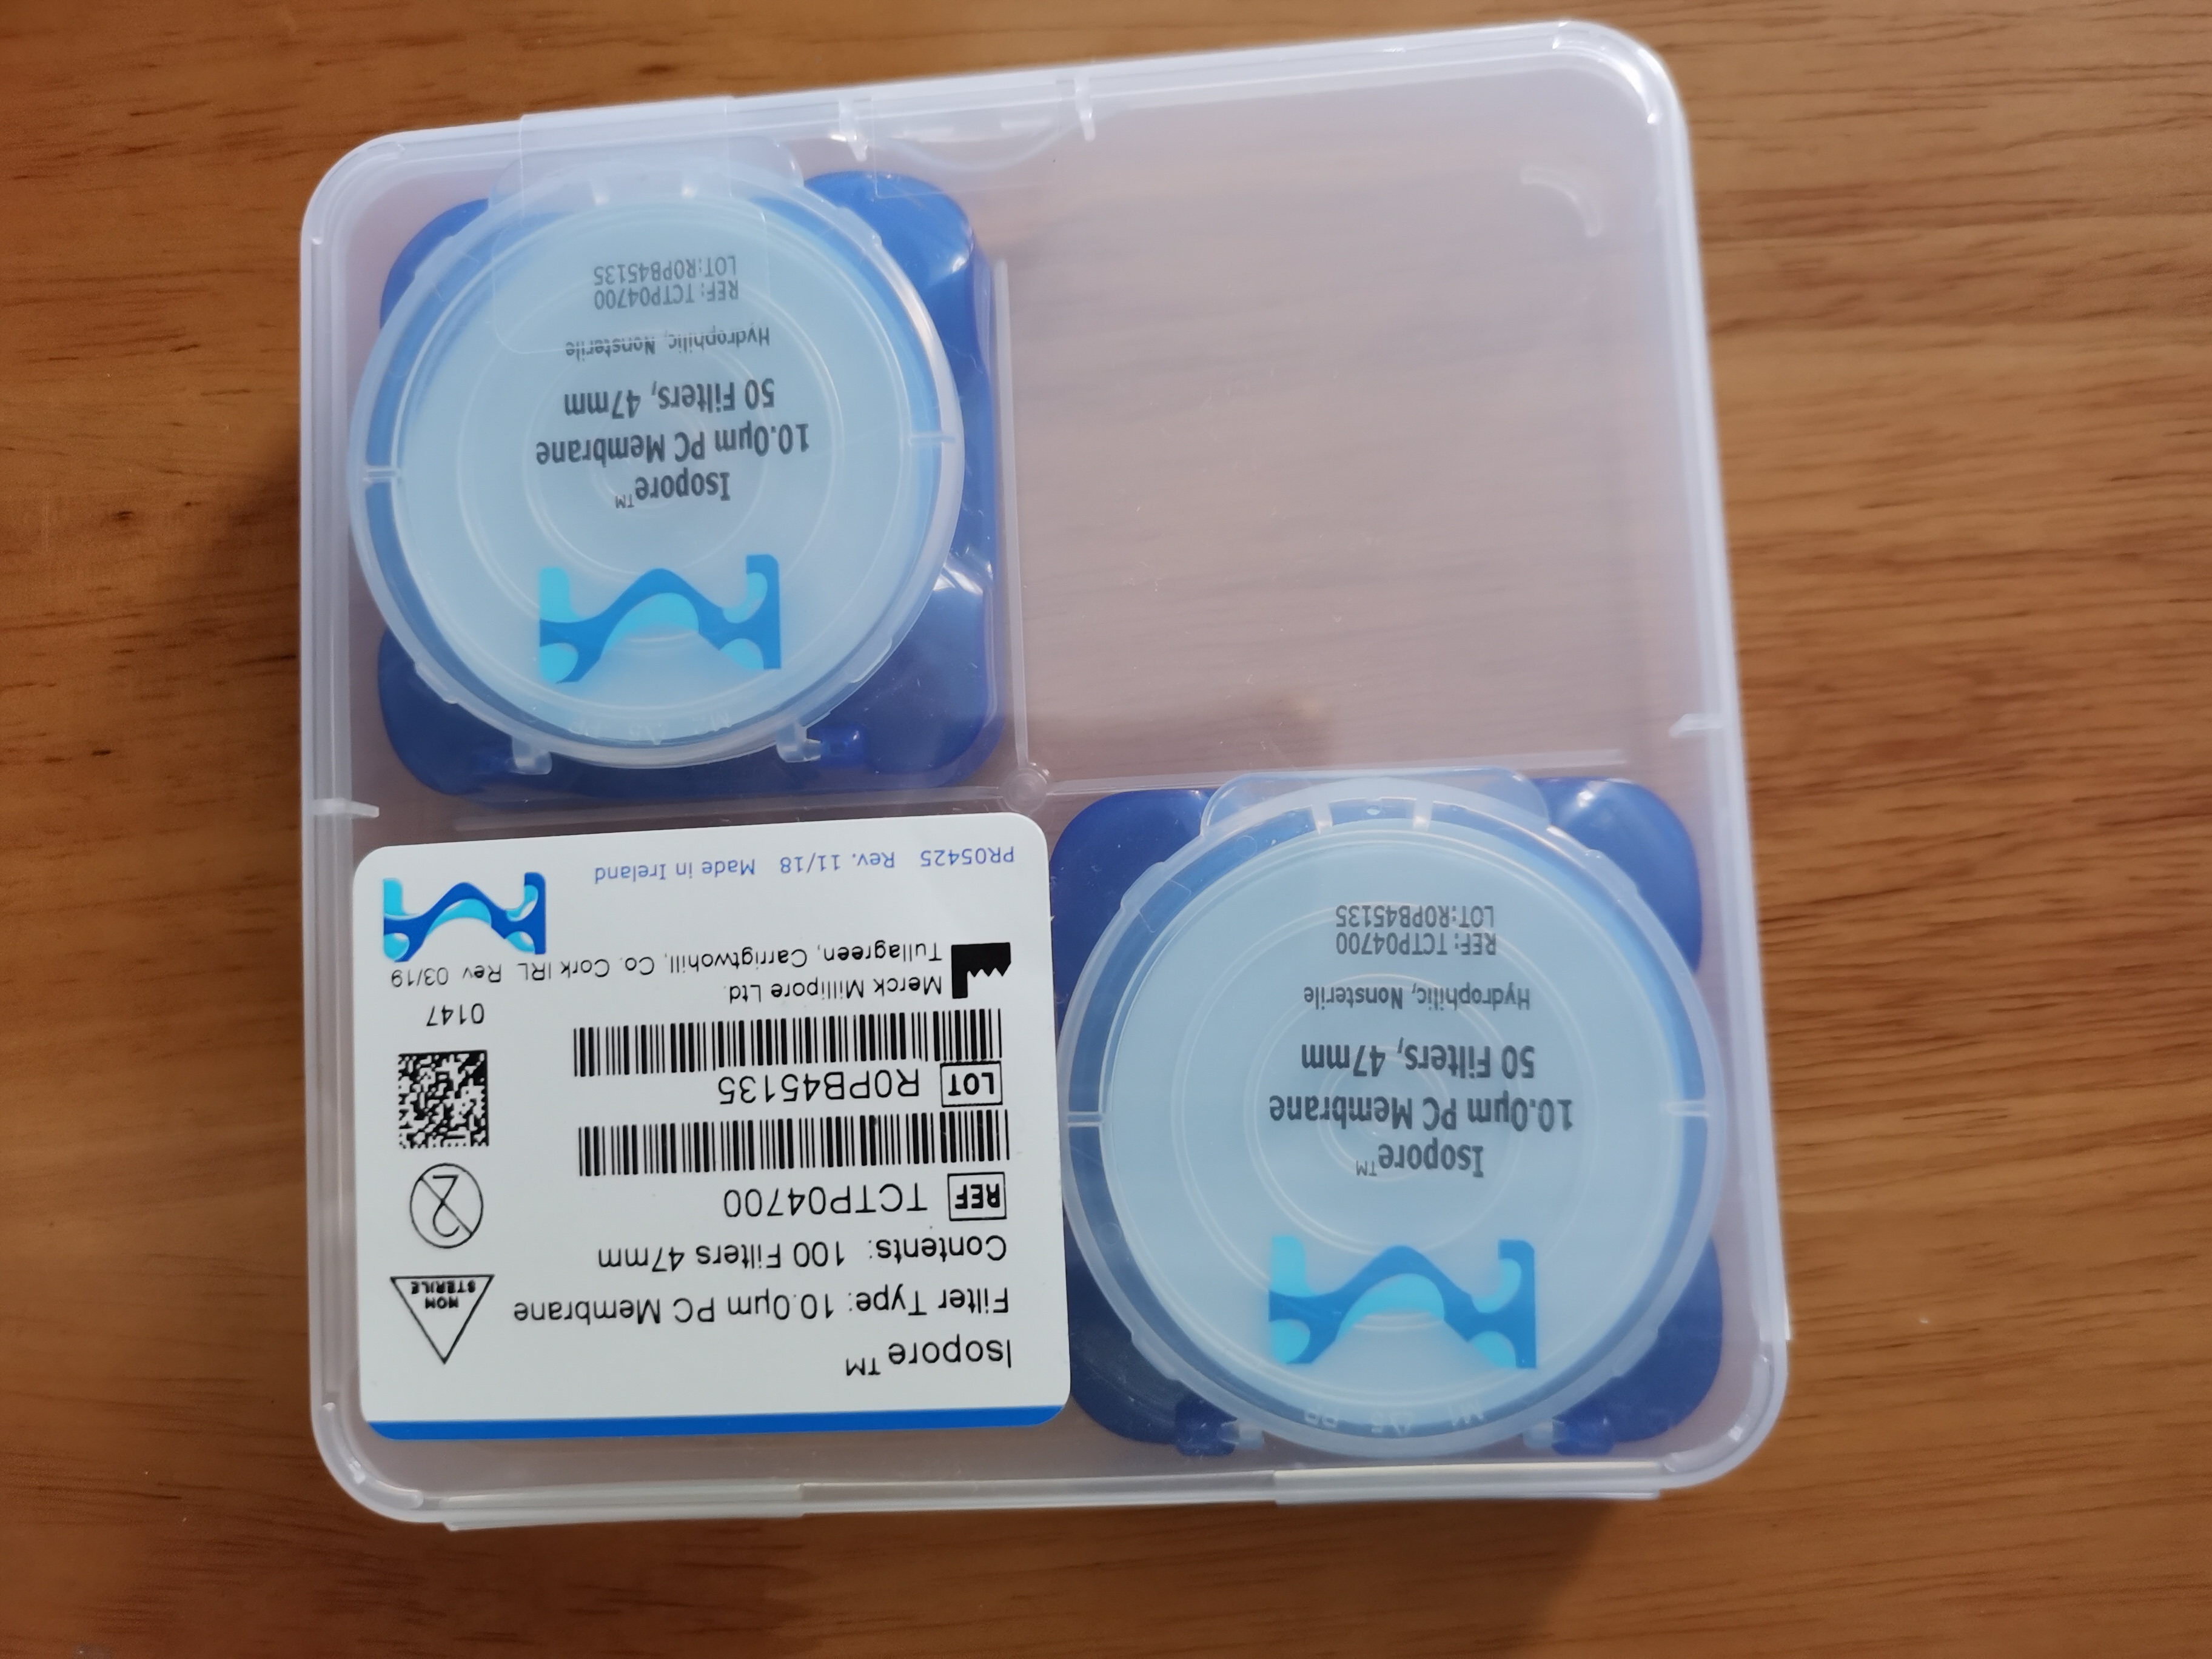 Isopore™
Filter Type: 10.0µm PC Membrane
Contents: 100 Filters 47mm
REF TCTP04700
LOT R0PB45135
NON
STERILE
2
0147
Merck Millipore Ltd.
Tullagreen, Carrigtwohill, Co. Cork IRL Rev 03/19
PR05425 Rev. 11/18 Made in Ireland
M
Isopore™
10.0µm PC Membrane
50 Filters, 47mm
Hydrophilic, Nonsterile
REF: TCTP04700
LOT:R0PB45135
M
Isopore™
10.0µm PC Membrane
50 Filters, 47mm
Hydrophilic, Nonsterile
REF: TCTP04700
LOT:R0PB45135